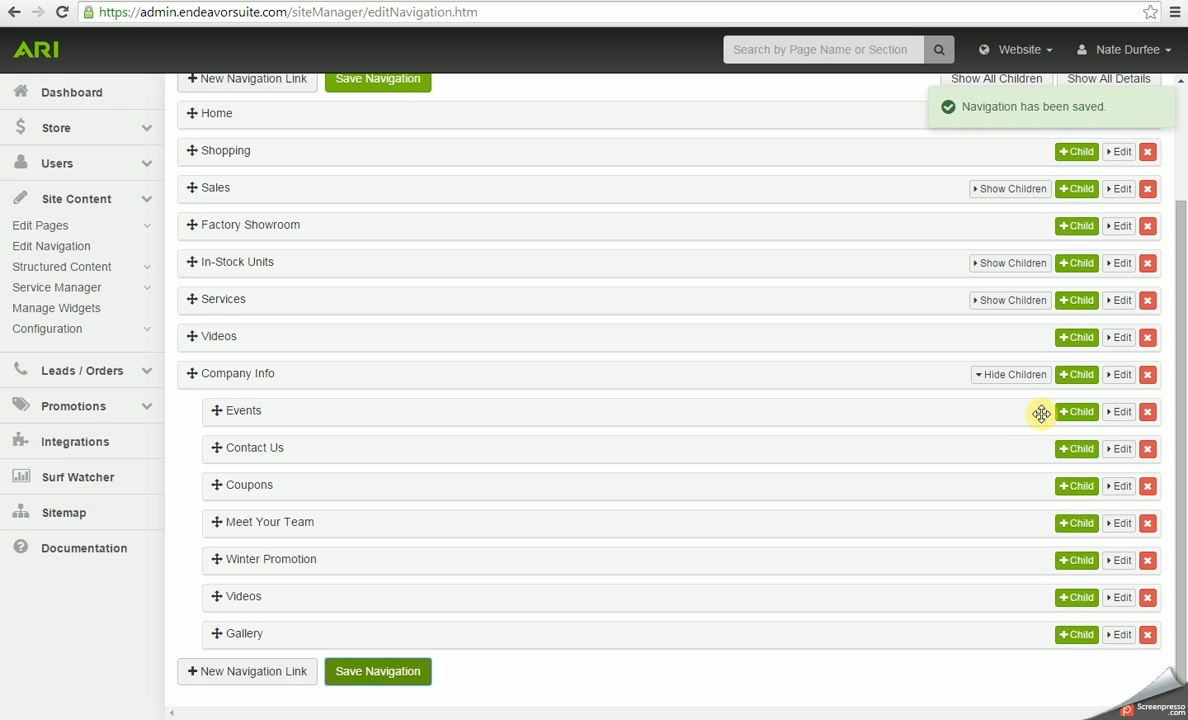 https://admin.endeavorsuite.com/siteManager/editNavigation.htm
ARI
Search by Page Name or Section
Website
Nate Durfee
Dashboard
Store
Users
Site Content
Edit Pages
Edit Navigation
Structured Content
Service Manager
Manage Widgets
Configuration
Leads / Orders
Promotions
Integrations
Surf Watcher
Sitemap
Documentation
New Navigation Link Save Navigation Show All Children Show All Details
Navigation has been saved.
Home
Shopping Child Edit
Sales Show Children Child Edit
Factory Showroom Child Edit
In-Stock Units Show Children Child Edit
Services Show Children Child Edit
Videos Child Edit
Company Info Hide Children Child Edit
Events Child Edit
Contact Us Child Edit
Coupons Child Edit
Meet Your Team Child Edit
Winter Promotion Child Edit
Videos Child Edit
Gallery Child Edit
New Navigation Link Save Navigation
Screenpresso
.com